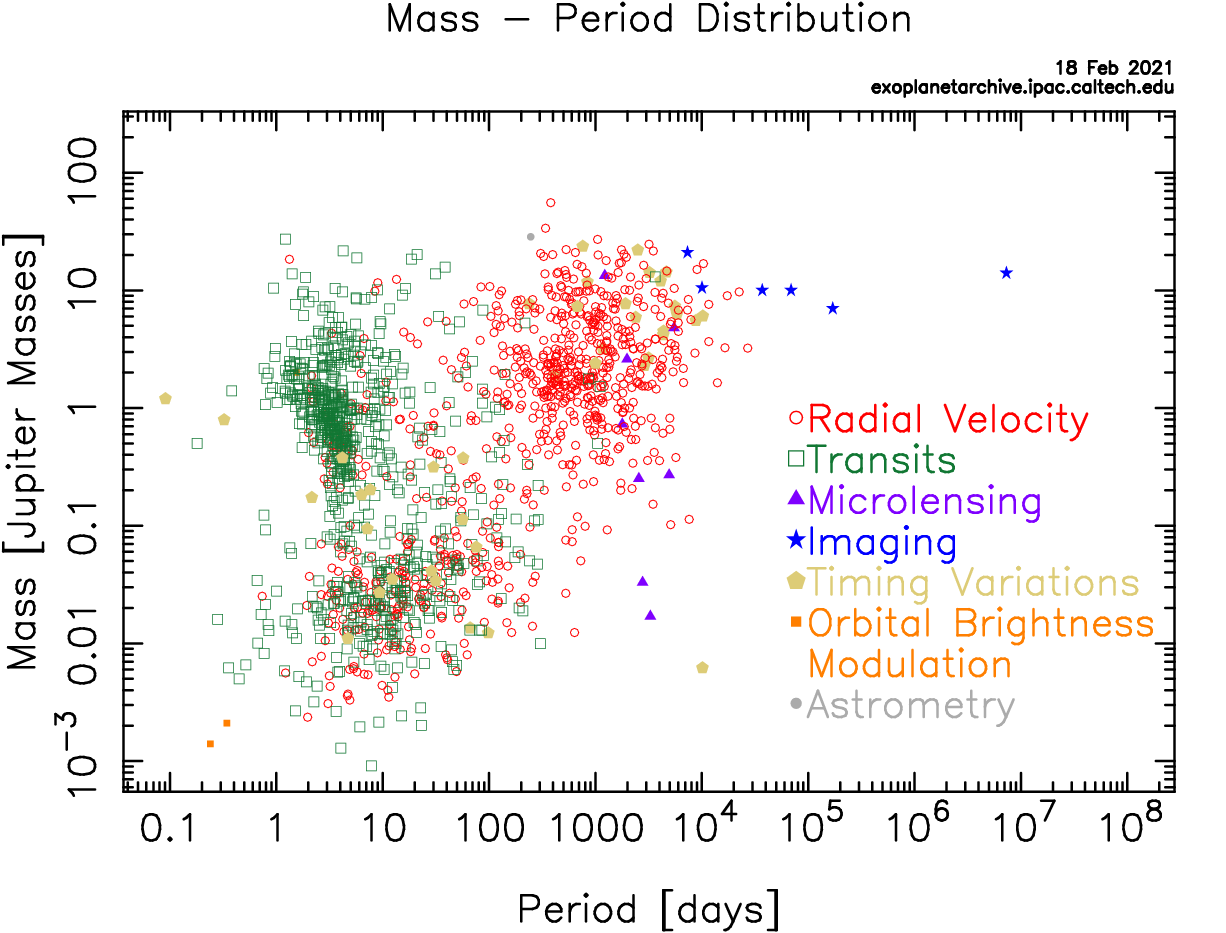 Mass − Period Distribution
18 Feb 2021
exoplanetarchive.ipac.caltech.edu
Mass [Jupiter Masses]
100
10
1
0.1
0.01
10⁻³
Radial Velocity
Transits
Microlensing
Imaging
Timing Variations
Orbital Brightness
Modulation
Astrometry
0.1 1 10 100 1000 10⁴ 10⁵ 10⁶ 10⁷ 10⁸
Period [days]